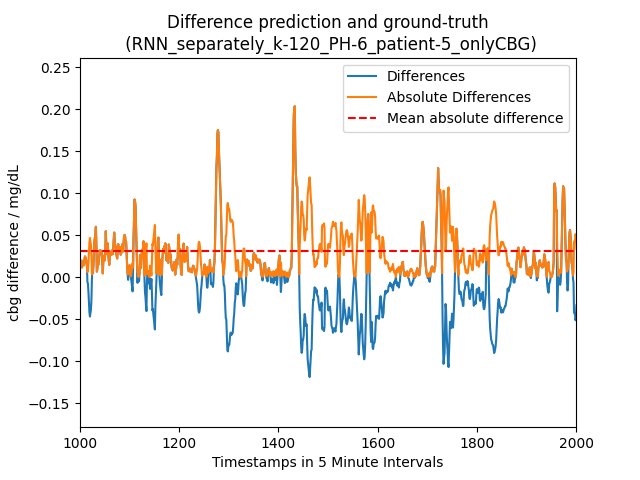 Difference prediction and ground-truth
(RNN_separately_k-120_PH-6_patient-5_onlyCBG)
Differences
Absolute Differences
Mean absolute difference
cbg difference / mg/dL
0.25
0.20
0.15
0.10
0.05
0.00
−0.05
−0.10
−0.15
1000
1200
1400
1600
1800
2000
Timestamps in 5 Minute Intervals